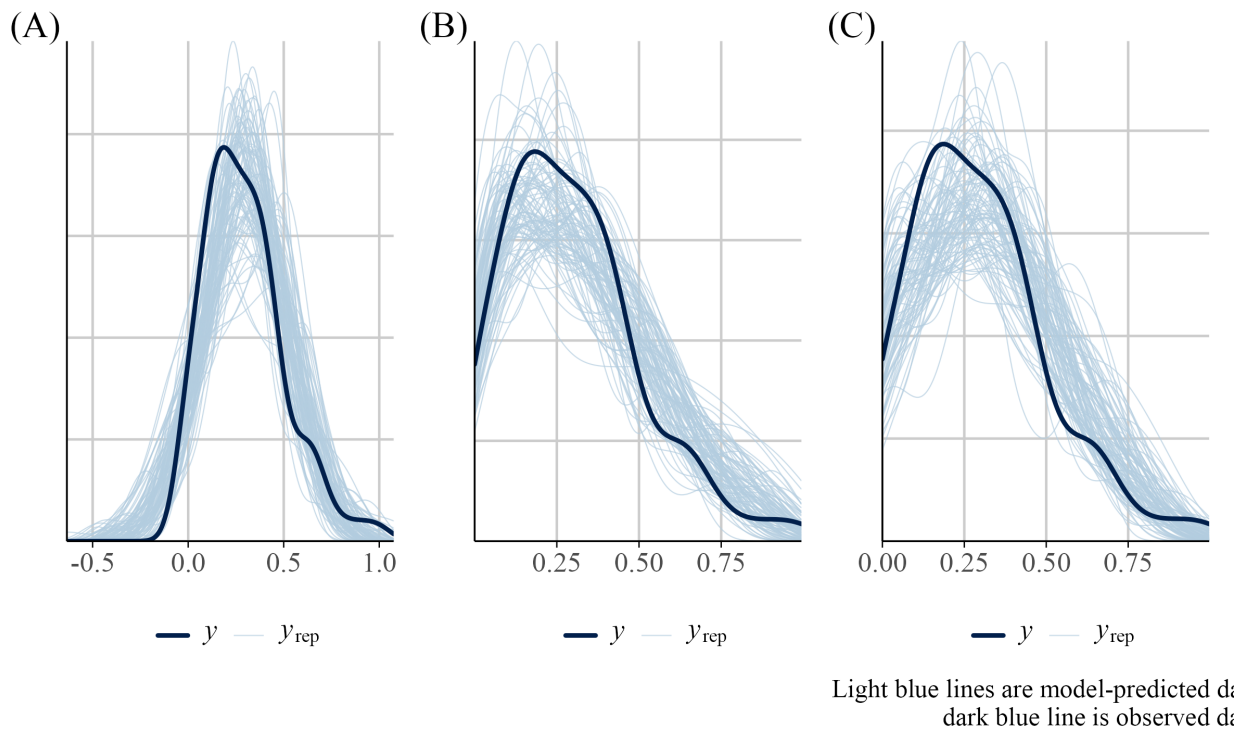 (A) (B) (C)
-0.5 0.0 0.5 1.0 0.25 0.50 0.75 0.00 0.25 0.50 0.75
y yrep y yrep y yrep
Light blue lines are model-predicted da
dark blue line is observed da